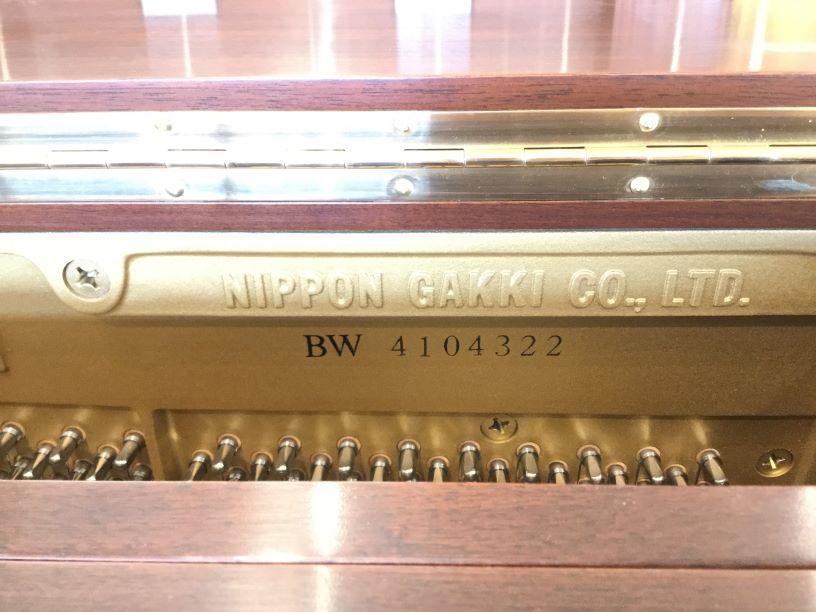 NIPPON GAKKI CO., LTD.
BW 4104322